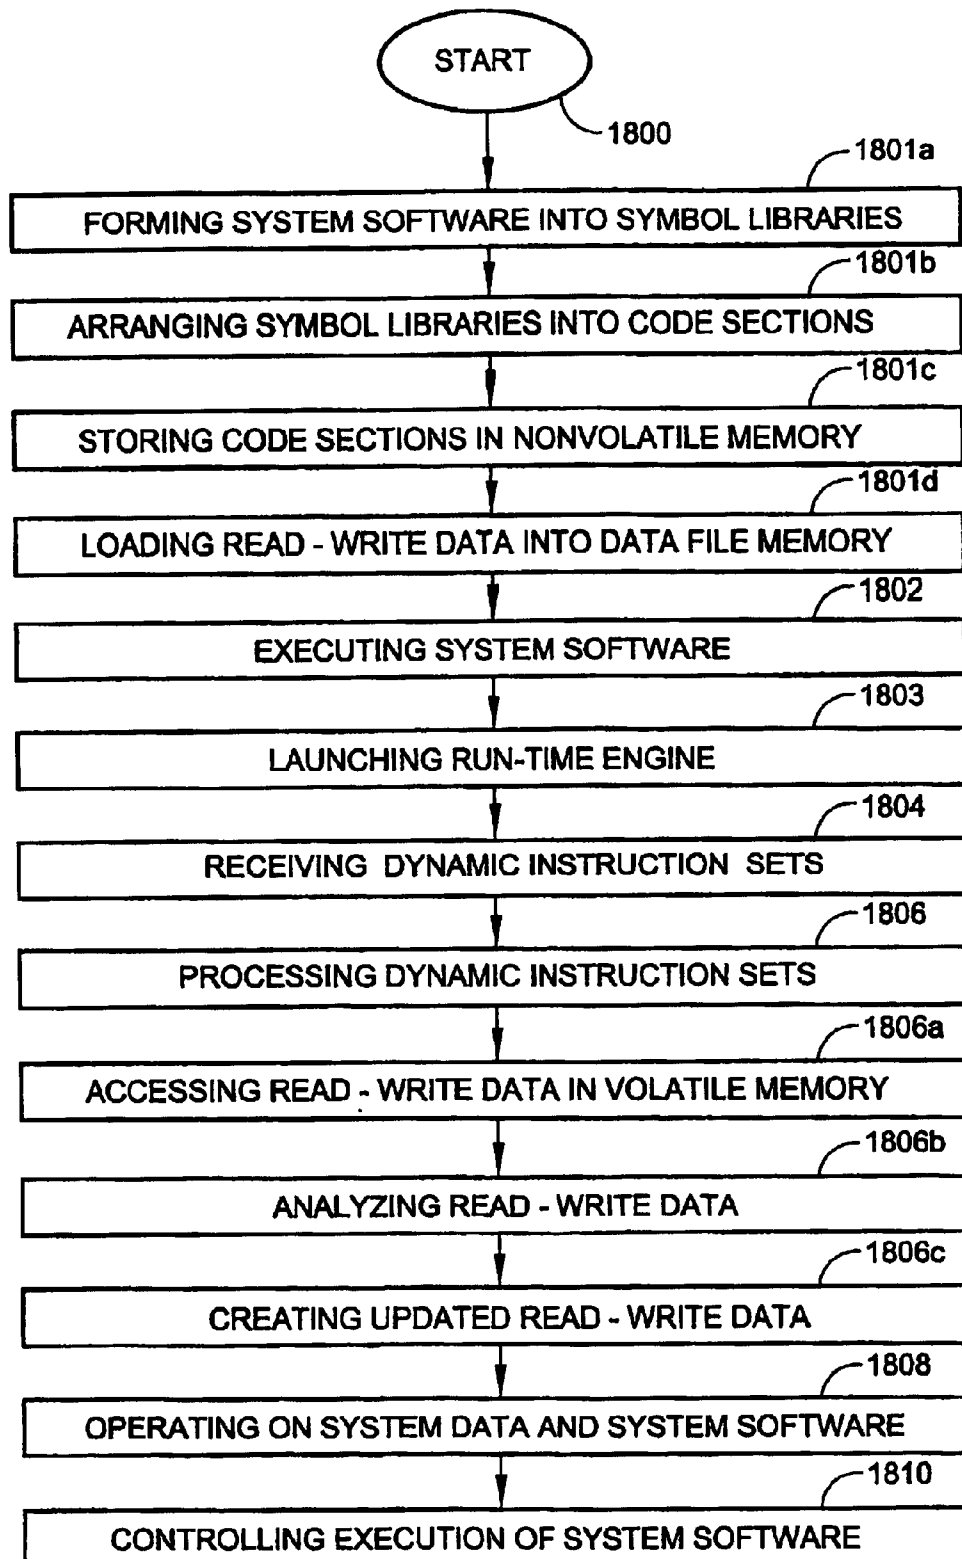 START
1800
1801a
FORMING SYSTEM SOFTWARE INTO SYMBOL LIBRARIES
1801b
ARRANGING SYMBOL LIBRARIES INTO CODE SECTIONS
1801c
STORING CODE SECTIONS IN NONVOLATILE MEMORY
1801d
LOADING READ - WRITE DATA INTO DATA FILE MEMORY
1802
EXECUTING SYSTEM SOFTWARE
1803
LAUNCHING RUN-TIME ENGINE
1804
RECEIVING DYNAMIC INSTRUCTION SETS
1806
PROCESSING DYNAMIC INSTRUCTION SETS
1806a
ACCESSING READ - WRITE DATA IN VOLATILE MEMORY
1806b
ANALYZING READ - WRITE DATA
1806c
CREATING UPDATED READ - WRITE DATA
1808
OPERATING ON SYSTEM DATA AND SYSTEM SOFTWARE
1810
CONTROLLING EXECUTION OF SYSTEM SOFTWARE